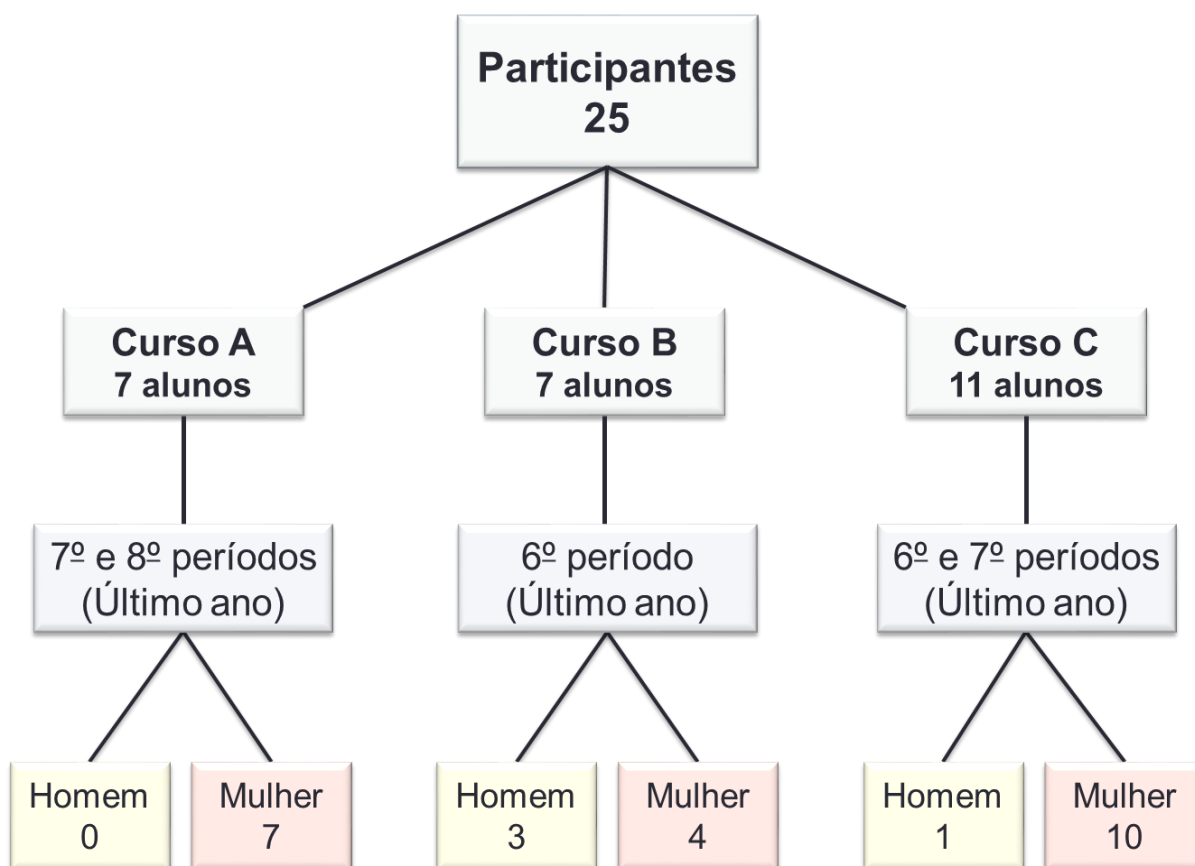 Participantes
25
Curso A
7 alunos
Curso B
7 alunos
Curso C
11 alunos
7º e 8º períodos
(Último ano)
6º período
(Último ano)
6º e 7º períodos
(Último ano)
Homem
0
Mulher
7
Homem
3
Mulher
4
Homem
1
Mulher
10